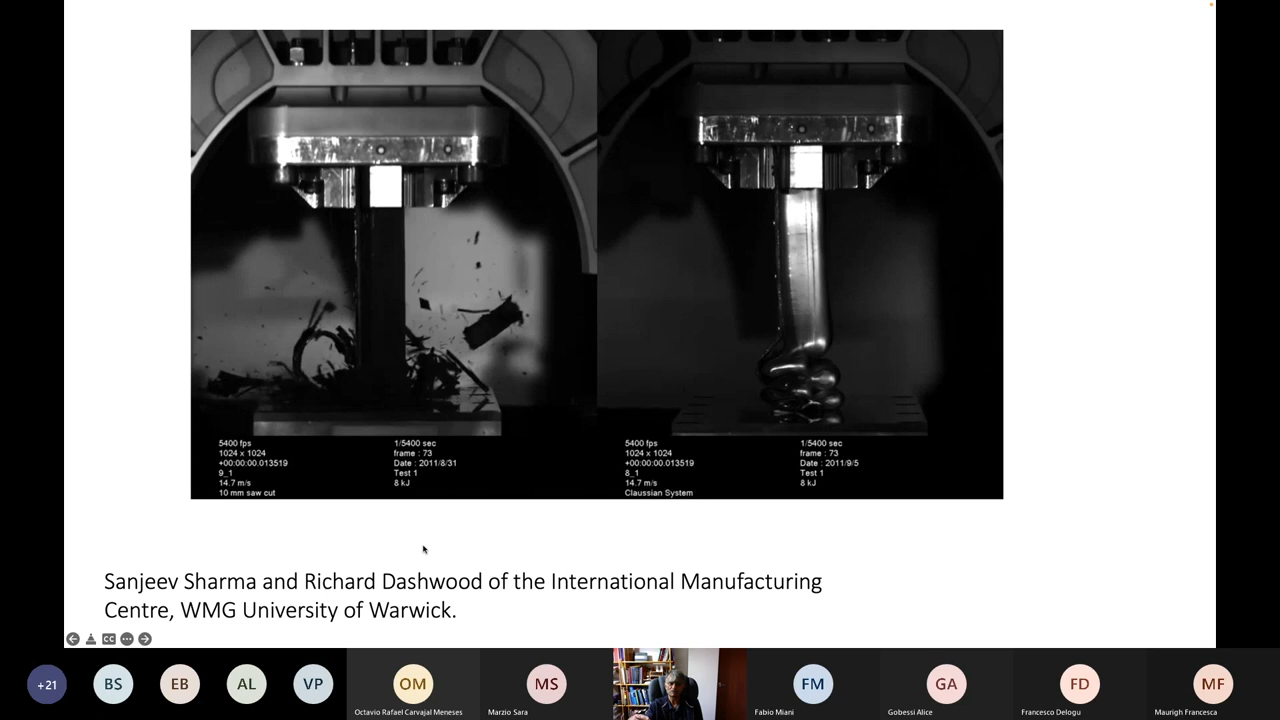 5400 fps
1024 x 1024
+00:00:00.013519
9_1
14.7 m/s
10 mm saw cut
1/5400 sec
frame : 73
Date : 2011/8/31
Test 1
8 kJ
5400 fps
1024 x 1024
+00:00:00.013519
8_1
14.7 m/s
Claussian System
1/5400 sec
frame : 73
Date : 2011/9/5
Test 1
8 kJ
Sanjeev Sharma and Richard Dashwood of the International Manufacturing
Centre, WMG University of Warwick.
CC
+21
BS
EB
AL
VP
OM
Octavio Rafael Carvajal Meneses
MS
Marzio Sara
FM
Fabio Miani
GA
Gobessi Alice
FD
Francesco Delogu
MF
Maurigh Francesca